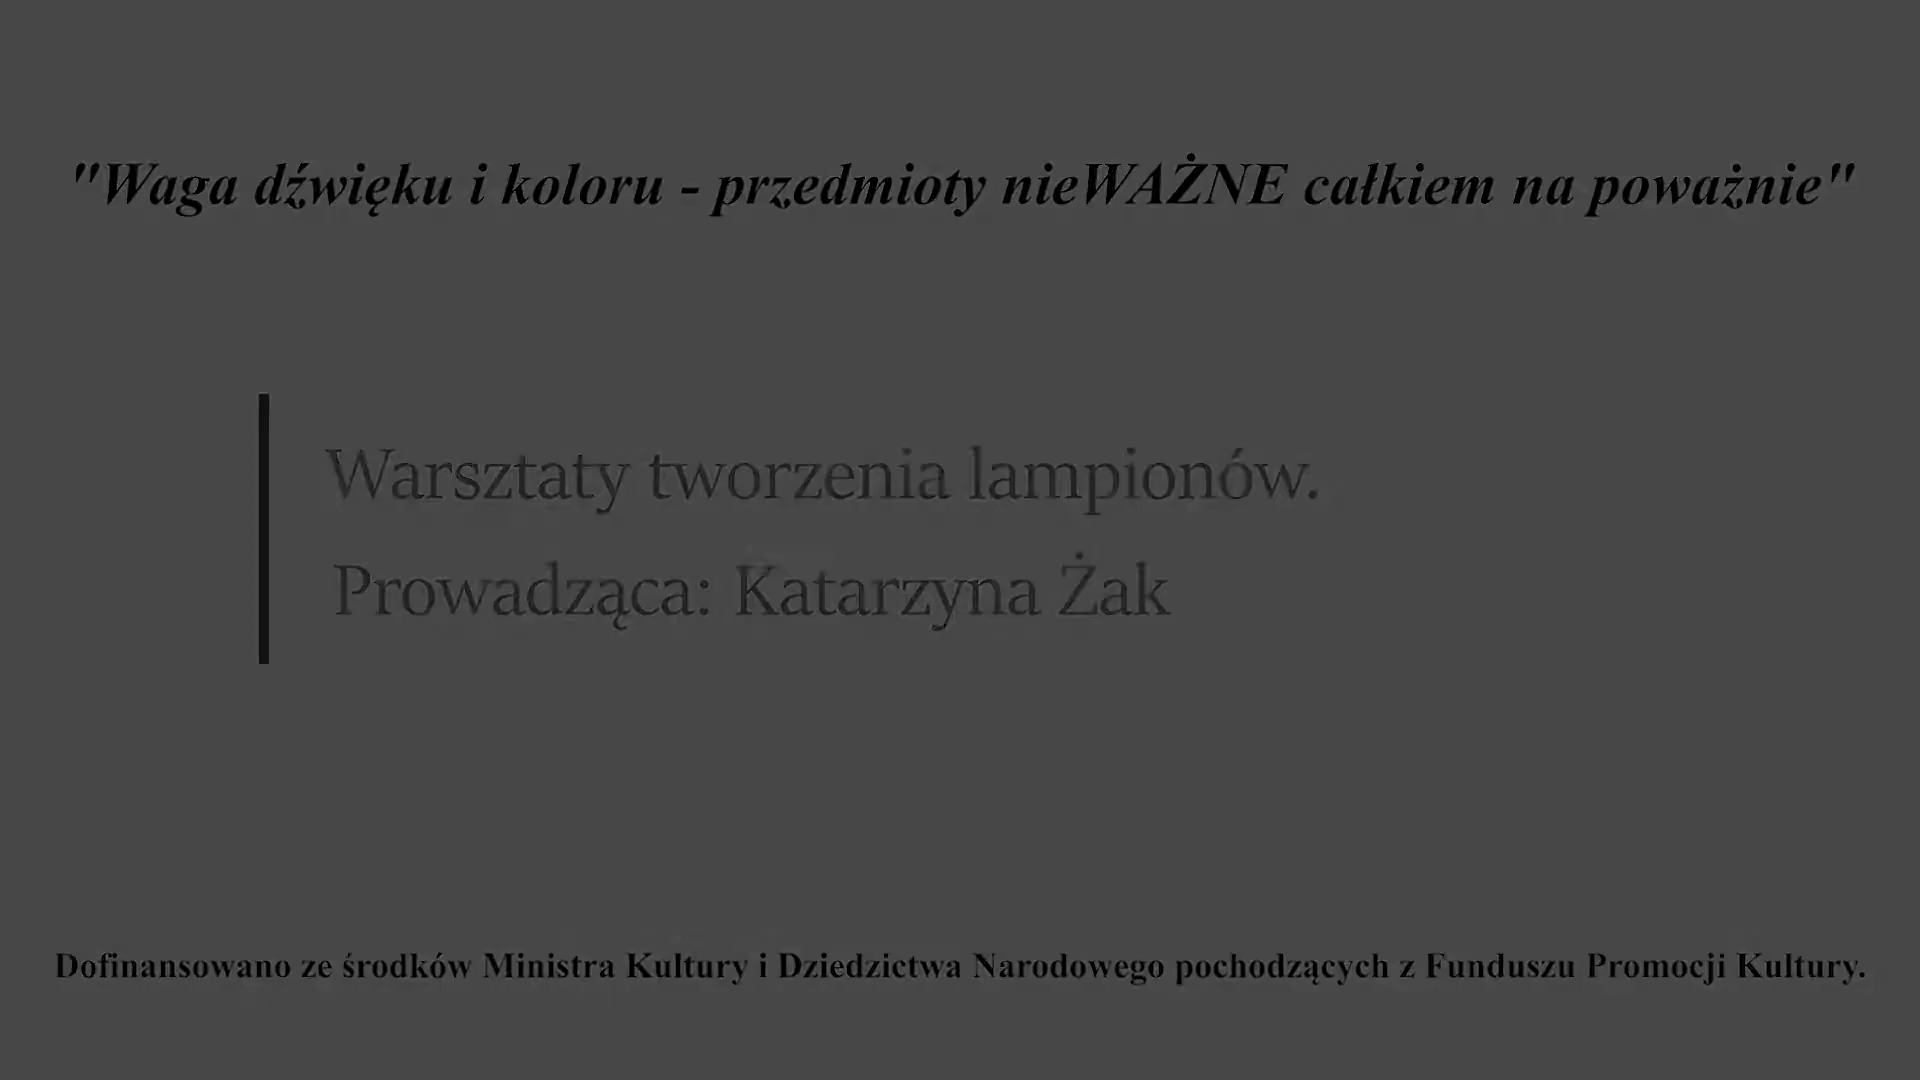 "Waga dźwięku i koloru - przedmioty nieWAŻNE całkiem na poważnie"
Warsztaty tworzenia lampionów.
Prowadząca: Katarzyna Żak
Dofinansowano ze środków Ministra Kultury i Dziedzictwa Narodowego pochodzących z Funduszu Promocji Kultury.